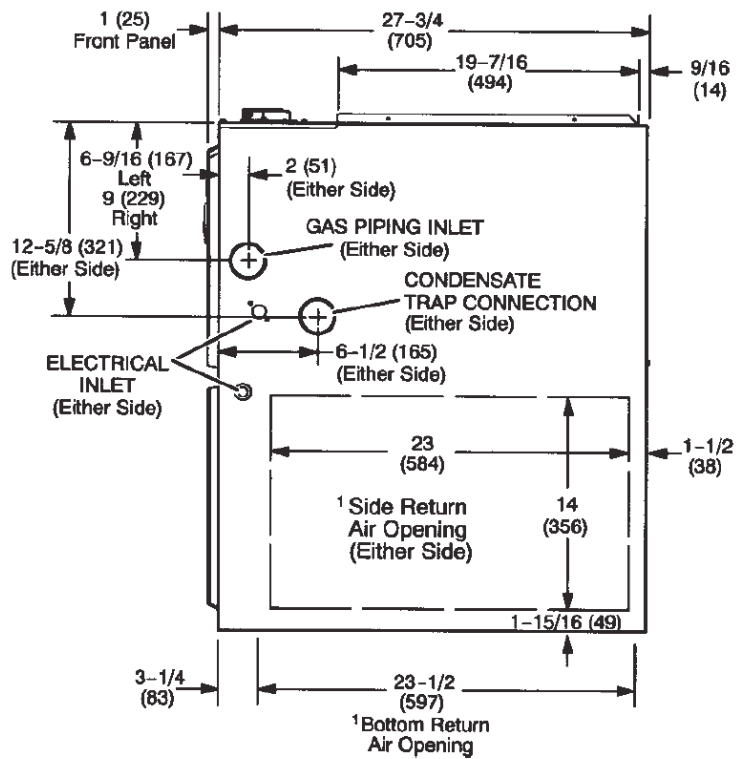 1 (25)
Front Panel
27-3/4
(705)
19-7/16
(494)
9/16
(14)
6-9/16 (167)
Left
9 (229)
Right
2 (51)
(Either Side)
12-5/8 (321)
(Either Side)
GAS PIPING INLET
(Either Side)
CONDENSATE
TRAP CONNECTION
(Either Side)
6-1/2 (165)
(Either Side)
ELECTRICAL
INLET
(Either Side)
23
(584)
1-1/2
(38)
1 Side Return
Air Opening
(Either Side)
14
(356)
1-15/16 (49)
3-1/4
(83)
23-1/2
(597)
1 Bottom Return
Air Opening